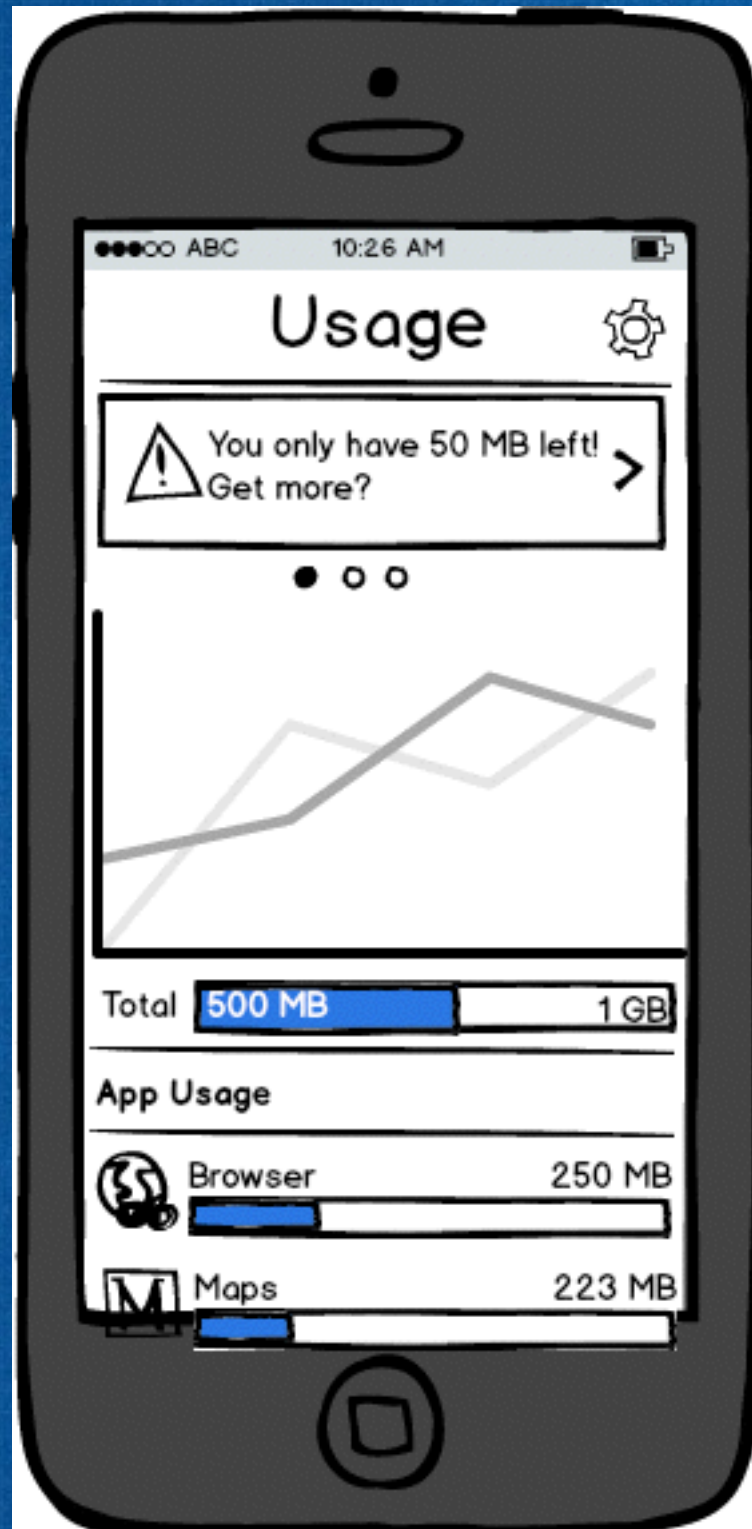 ABC 10:26 AM
Usage
You only have 50 MB left!
Get more?
Total 500 MB 1 GB
App Usage
Browser 250 MB
M Maps 223 MB